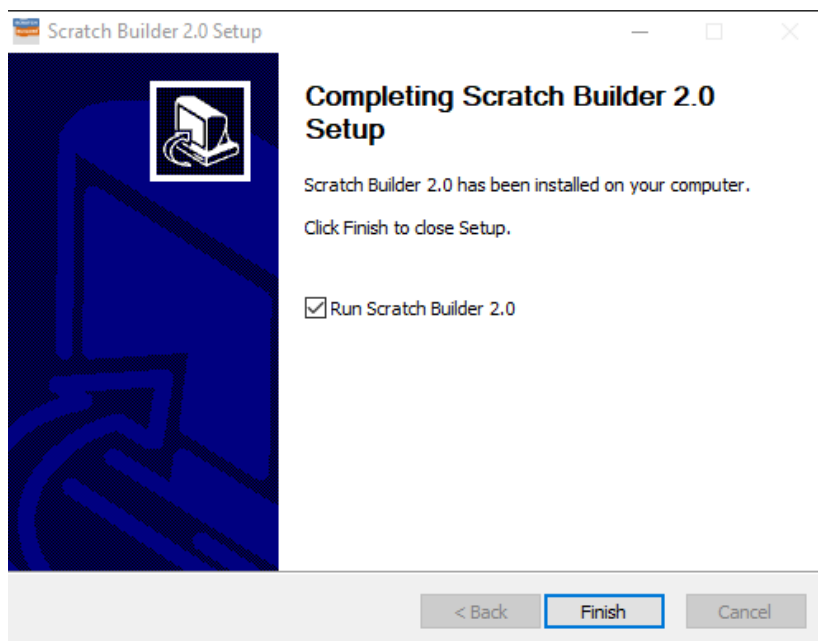 Scratch Builder 2.0 Setup
Completing Scratch Builder 2.0
Setup
Scratch Builder 2.0 has been installed on your computer.
Click Finish to close Setup.
Run Scratch Builder 2.0
< Back
Finish
Cancel